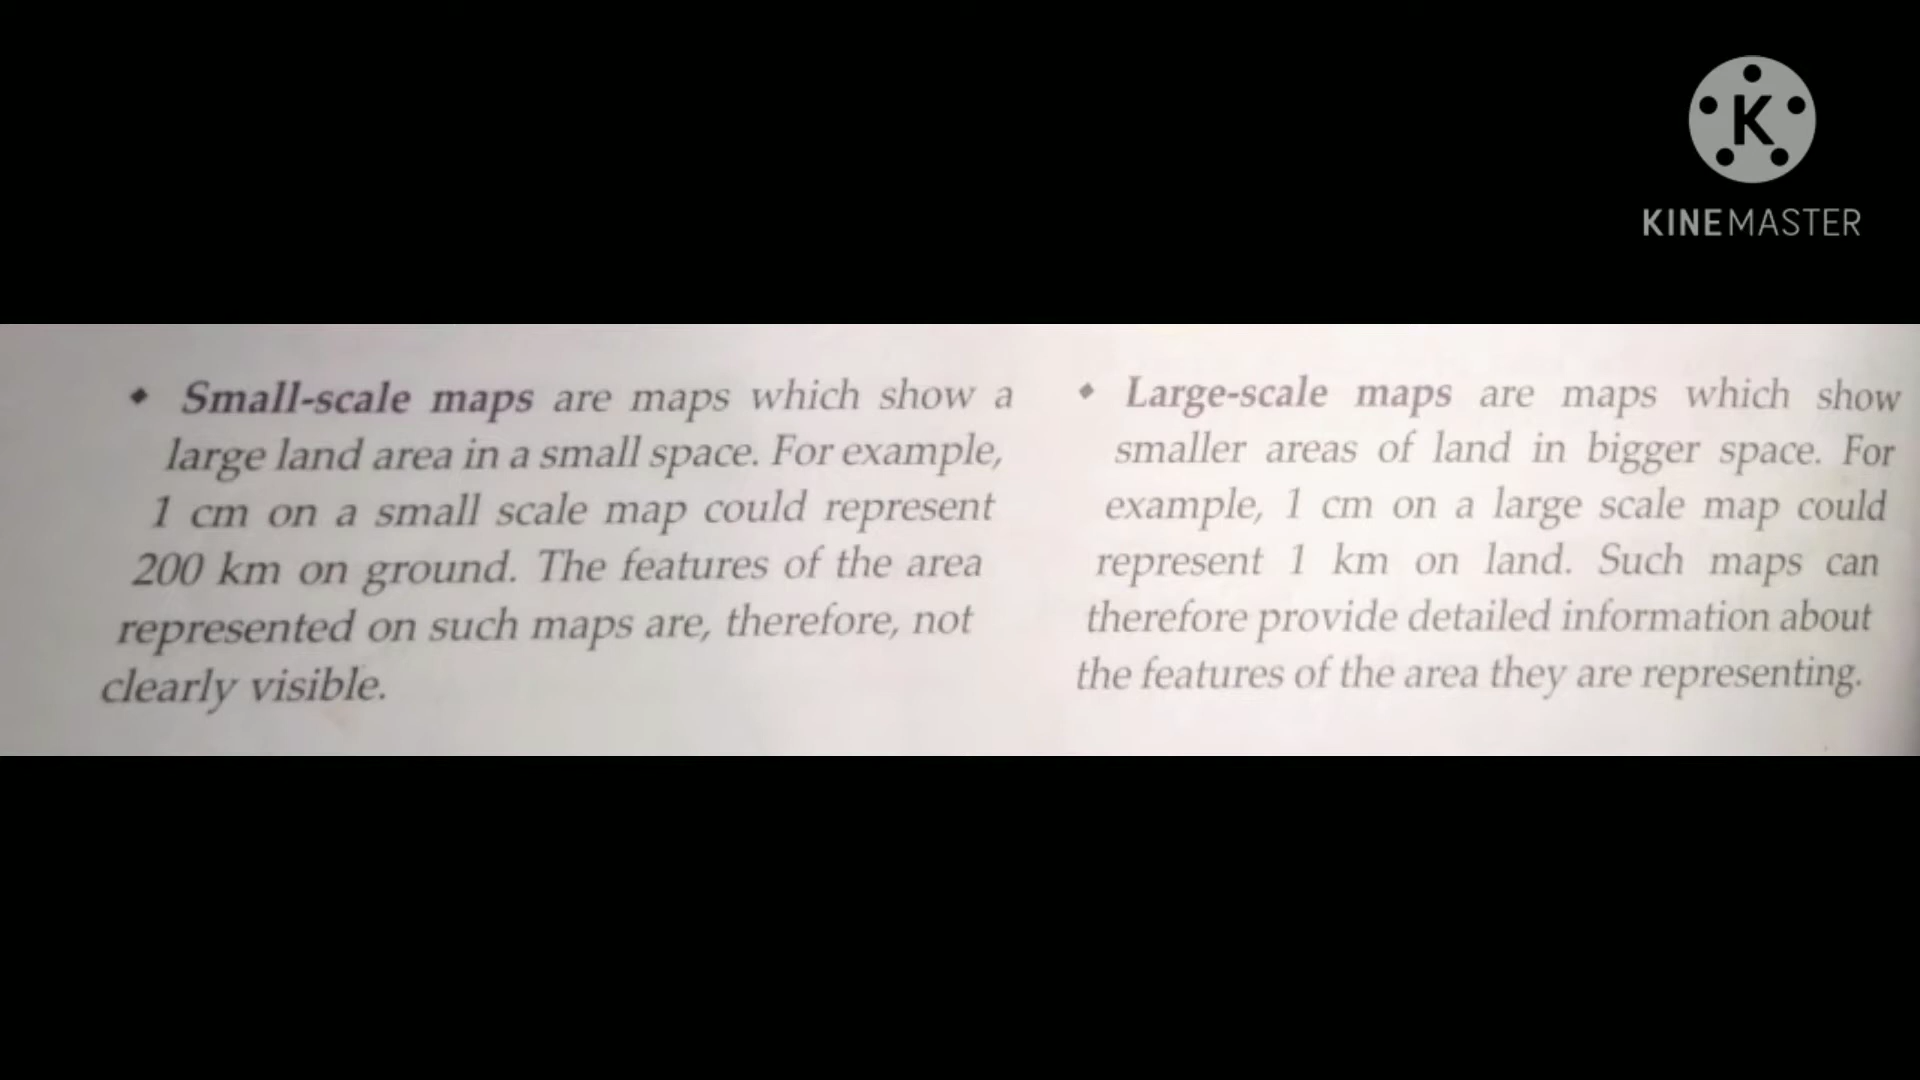 K
KINEMASTER
♦ Small-scale maps are maps which show a
large land area in a small space. For example,
1 cm on a small scale map could represent
200 km on ground. The features of the area
represented on such maps are, therefore, not
clearly visible.
♦ Large-scale maps are maps which show
smaller areas of land in bigger space. For
example, 1 cm on a large scale map could
represent 1 km on land. Such maps can
therefore provide detailed information about
the features of the area they are representing.